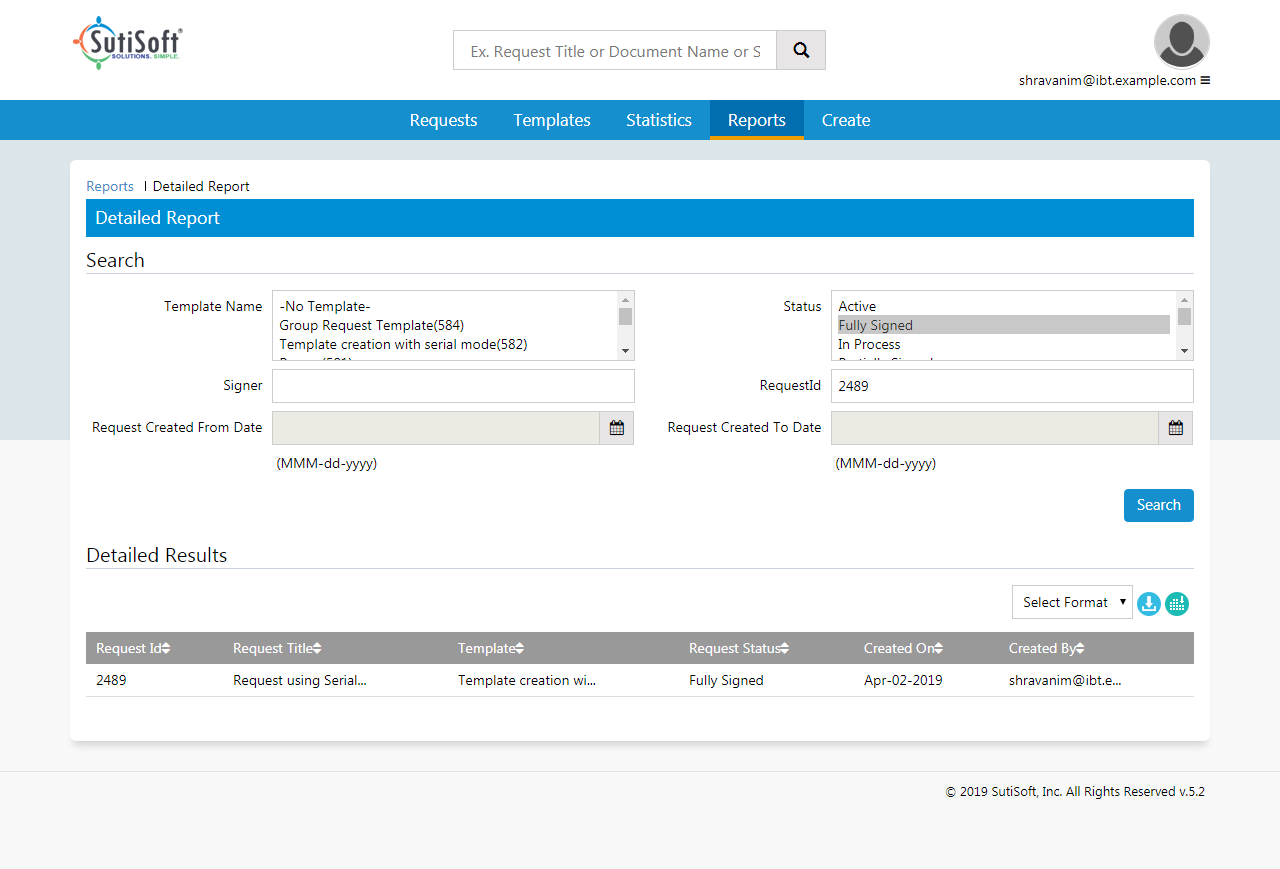 SutiSoft®
SOLUTIONS. SIMPLE.
Ex. Request Title or Document Name or S
shravanim@ibt.example.com
Requests Templates Statistics Reports Create
Reports | Detailed Report
Detailed Report
Search
Template Name
-No Template-
Group Request Template(584)
Template creation with serial mode(582)
Status
Active
Fully Signed
In Process
Signer
RequestId 2489
Request Created From Date
(MMM-dd-yyyy)
Request Created To Date
(MMM-dd-yyyy)
Search
Detailed Results
Select Format
Request Id Request Title Template Request Status Created On Created By
2489 Request using Serial... Template creation wi... Fully Signed Apr-02-2019 shravanim@ibt.e...
© 2019 SutiSoft, Inc. All Rights Reserved v.5.2